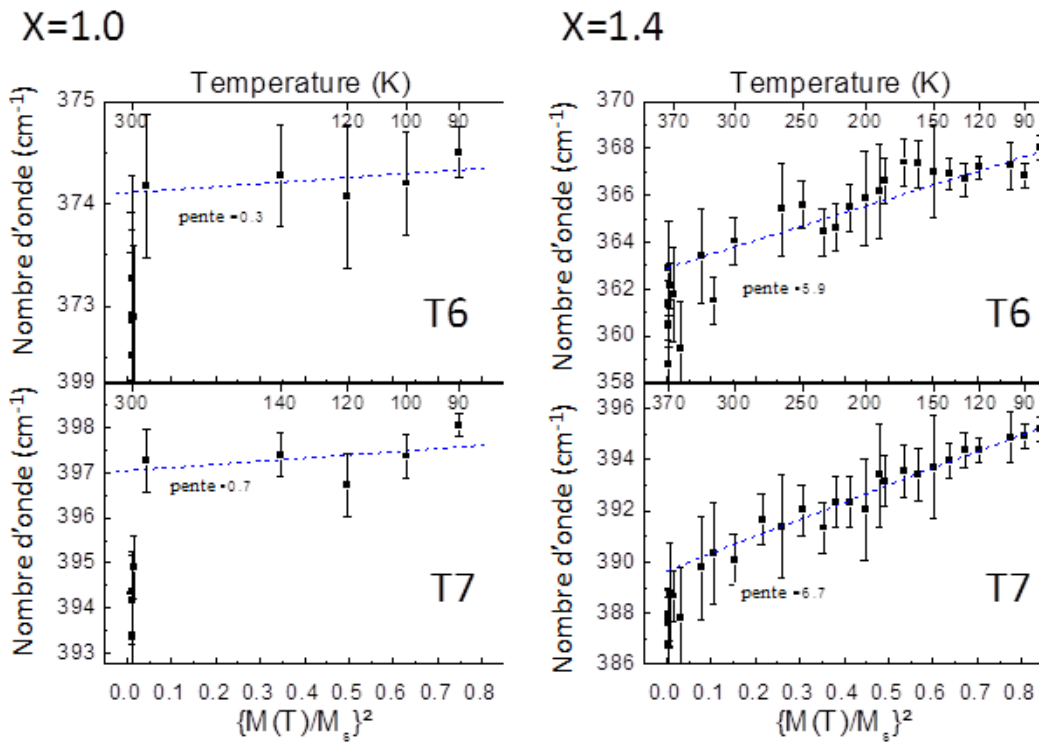 X=1.0
X=1.4
Temperature (K)
300 120 100 90
375
374
373
399
Nombre d'onde (cm⁻¹)
pente =0.3
T6
300 140 120 100 90
398
397
396
395
394
393
Nombre d'onde (cm⁻¹)
pente =0.7
T7
0.0 0.1 0.2 0.3 0.4 0.5 0.6 0.7 0.8
{M(T)/Mₛ}²
Temperature (K)
370 300 250 200 150 120 90
370
368
366
364
362
360
358
Nombre d'onde (cm⁻¹)
pente =5.9
T6
370 300 250 200 150 120 90
396
394
392
390
388
386
Nombre d'onde (cm⁻¹)
pente =6.7
T7
0.0 0.1 0.2 0.3 0.4 0.5 0.6 0.7 0.8
{M(T)/Mₛ}²